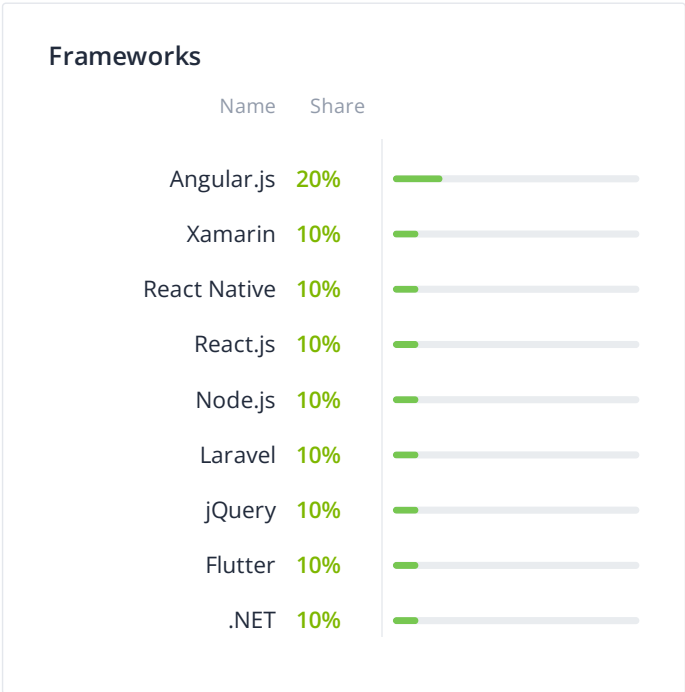 Frameworks
Name Share
Angular.js 20%
Xamarin 10%
React Native 10%
React.js 10%
Node.js 10%
Laravel 10%
jQuery 10%
Flutter 10%
.NET 10%